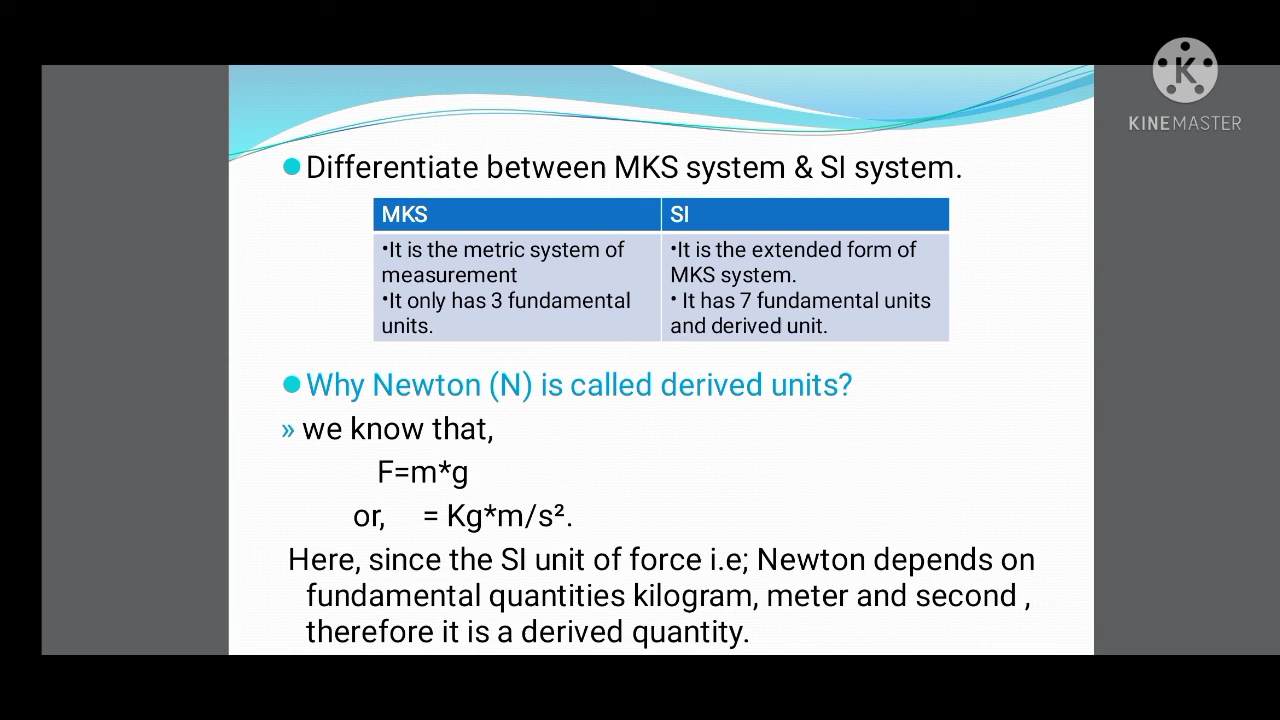 KINEMASTER
Differentiate between MKS system & SI system.
MKS
SI
•It is the metric system of
measurement
•It only has 3 fundamental
units.
•It is the extended form of
MKS system.
• It has 7 fundamental units
and derived unit.
Why Newton (N) is called derived units?
» we know that,
F=m*g
or, = Kg*m/s².
Here, since the SI unit of force i.e; Newton depends on
fundamental quantities kilogram, meter and second ,
therefore it is a derived quantity.